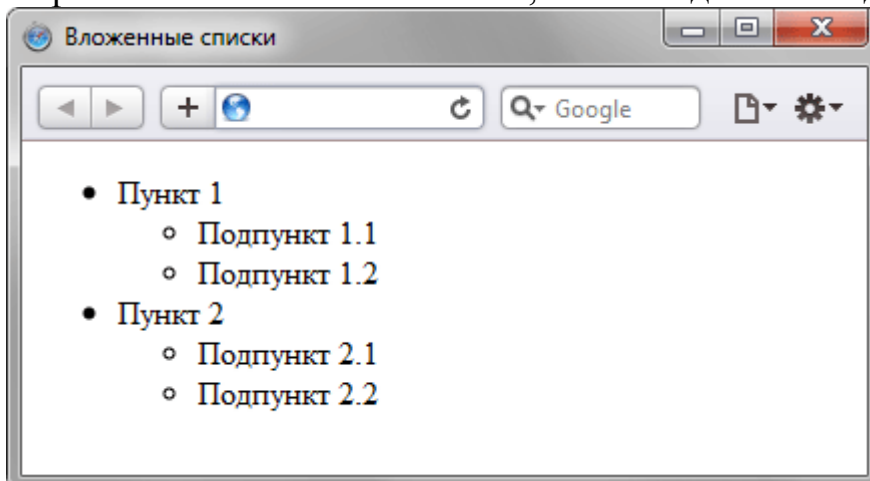 Вложенные списки
Google
Пункт 1
Подпункт 1.1
Подпункт 1.2
Пункт 2
Подпункт 2.1
Подпункт 2.2